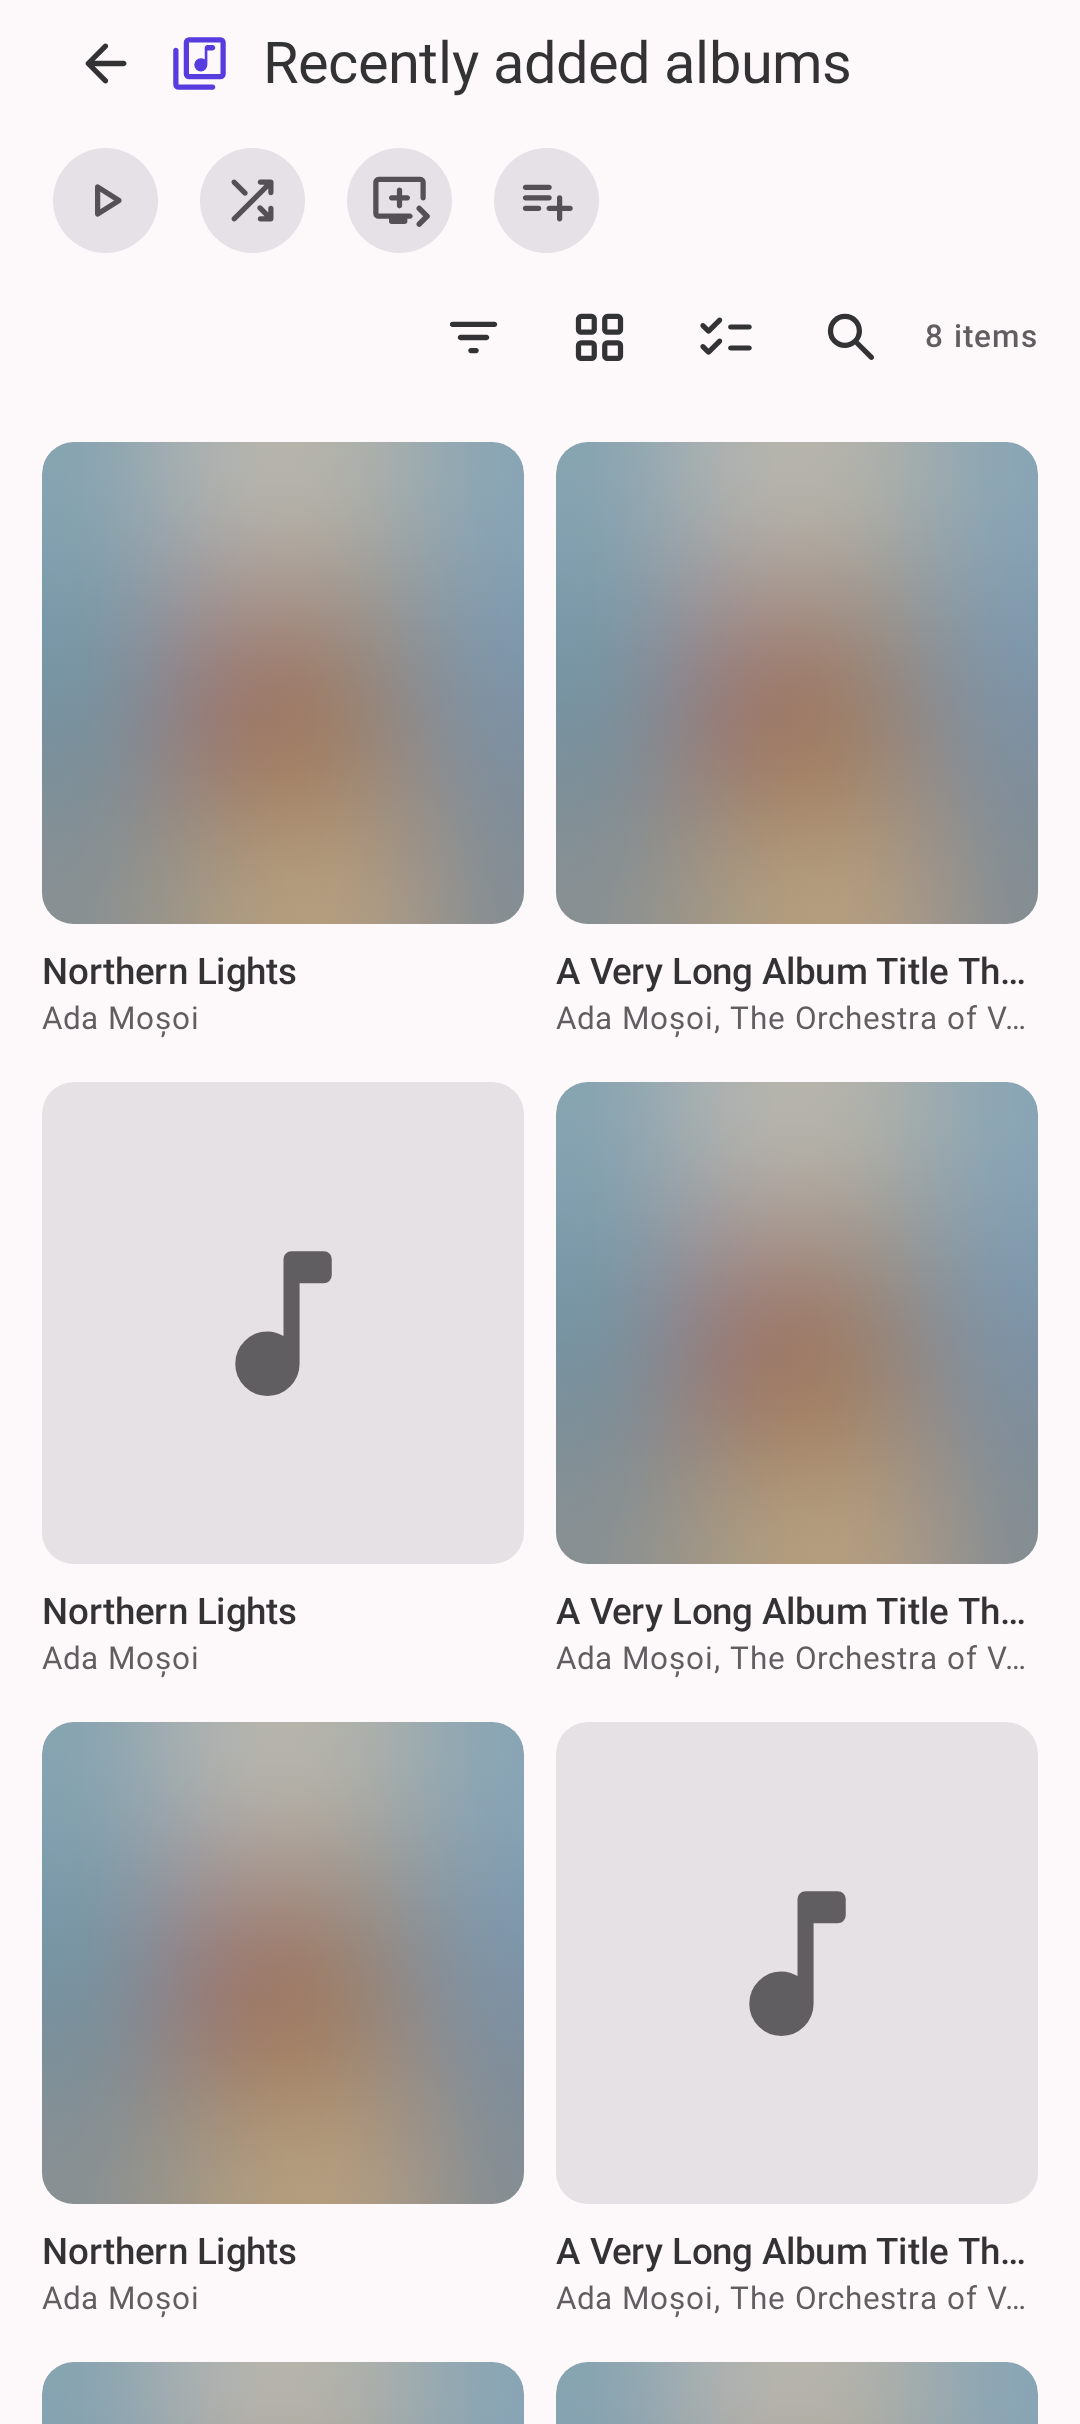 Recently added albums
8 items
Northern Lights
Ada Moșoi
A Very Long Album Title Th…
Ada Moșoi, The Orchestra of V…
Northern Lights
Ada Moșoi
A Very Long Album Title Th…
Ada Moșoi, The Orchestra of V…
Northern Lights
Ada Moșoi
A Very Long Album Title Th…
Ada Moșoi, The Orchestra of V…